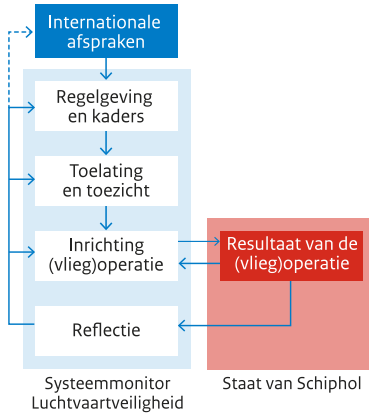 Internationale
afspraken
Regelgeving
en kaders
Toelating
en toezicht
Inrichting
(vlieg)operatie
Resultaat van de
(vlieg)operatie
Reflectie
Systeemmonitor
Luchtvaartveiligheid
Staat van Schiphol